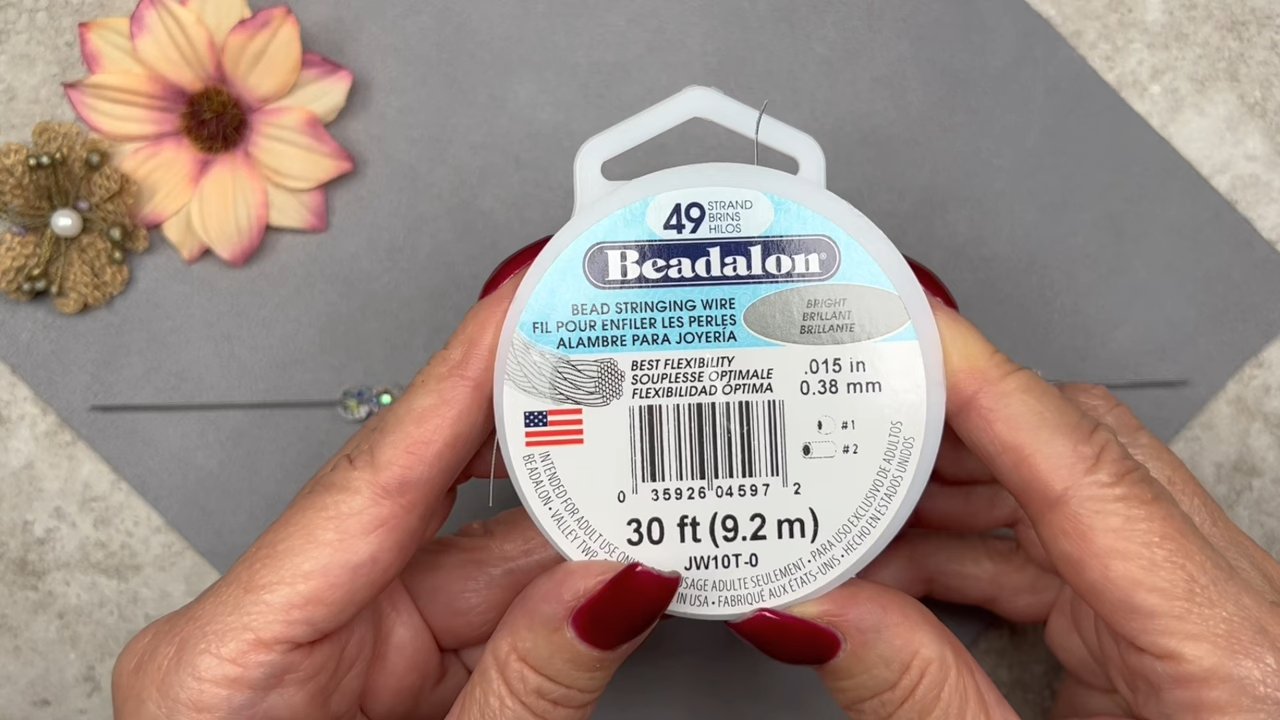 49
STRAND
BRINS
HILOS
Beadalon®
BEAD STRINGING WIRE
FIL POUR ENFILER LES PERLES
ALAMBRE PARA JOYERÍA
BRIGHT
BRILLANT
BRILLANTE
BEST FLEXIBILITY
SOUPLESSE OPTIMALE
FLEXIBILIDAD ÓPTIMA
.015 in
0.38 mm
#1
#2
0 35926 04597 2
30 ft (9.2 m)
JW10T-0
INTENDED FOR ADULT USE
USAGE ADULTE SEULEMENT • PARA USO EXCLUSIVO DE ADULTOS
BEADALON • VALLEY TWP
IN USA • FABRIQUÉ AUX ÉTATS-UNIS • HECHO EN ESTADOS UNIDOS